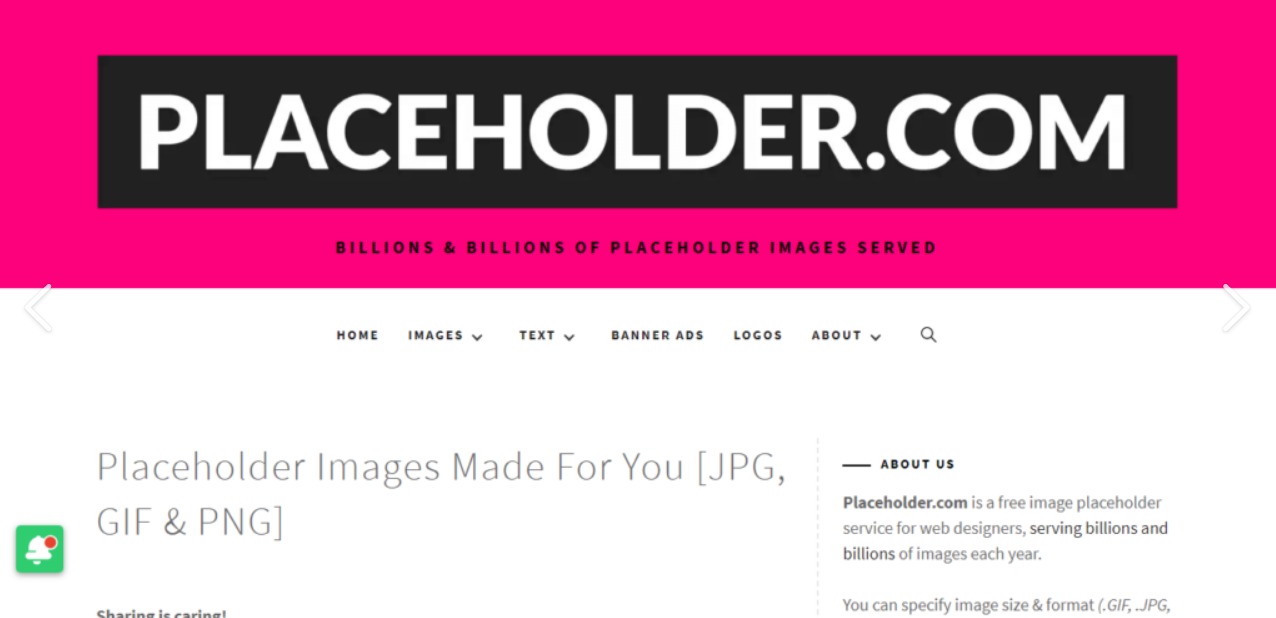 PLACEHOLDER.COM
BILLIONS & BILLIONS OF PLACEHOLDER IMAGES SERVED
HOME IMAGES TEXT BANNER ADS LOGOS ABOUT
Placeholder Images Made For You [JPG,
GIF & PNG]
Sharing is caring!
ABOUT US
Placeholder.com is a free image placeholder
service for web designers, serving billions and
billions of images each year.
You can specify image size & format (.GIF, .JPG,